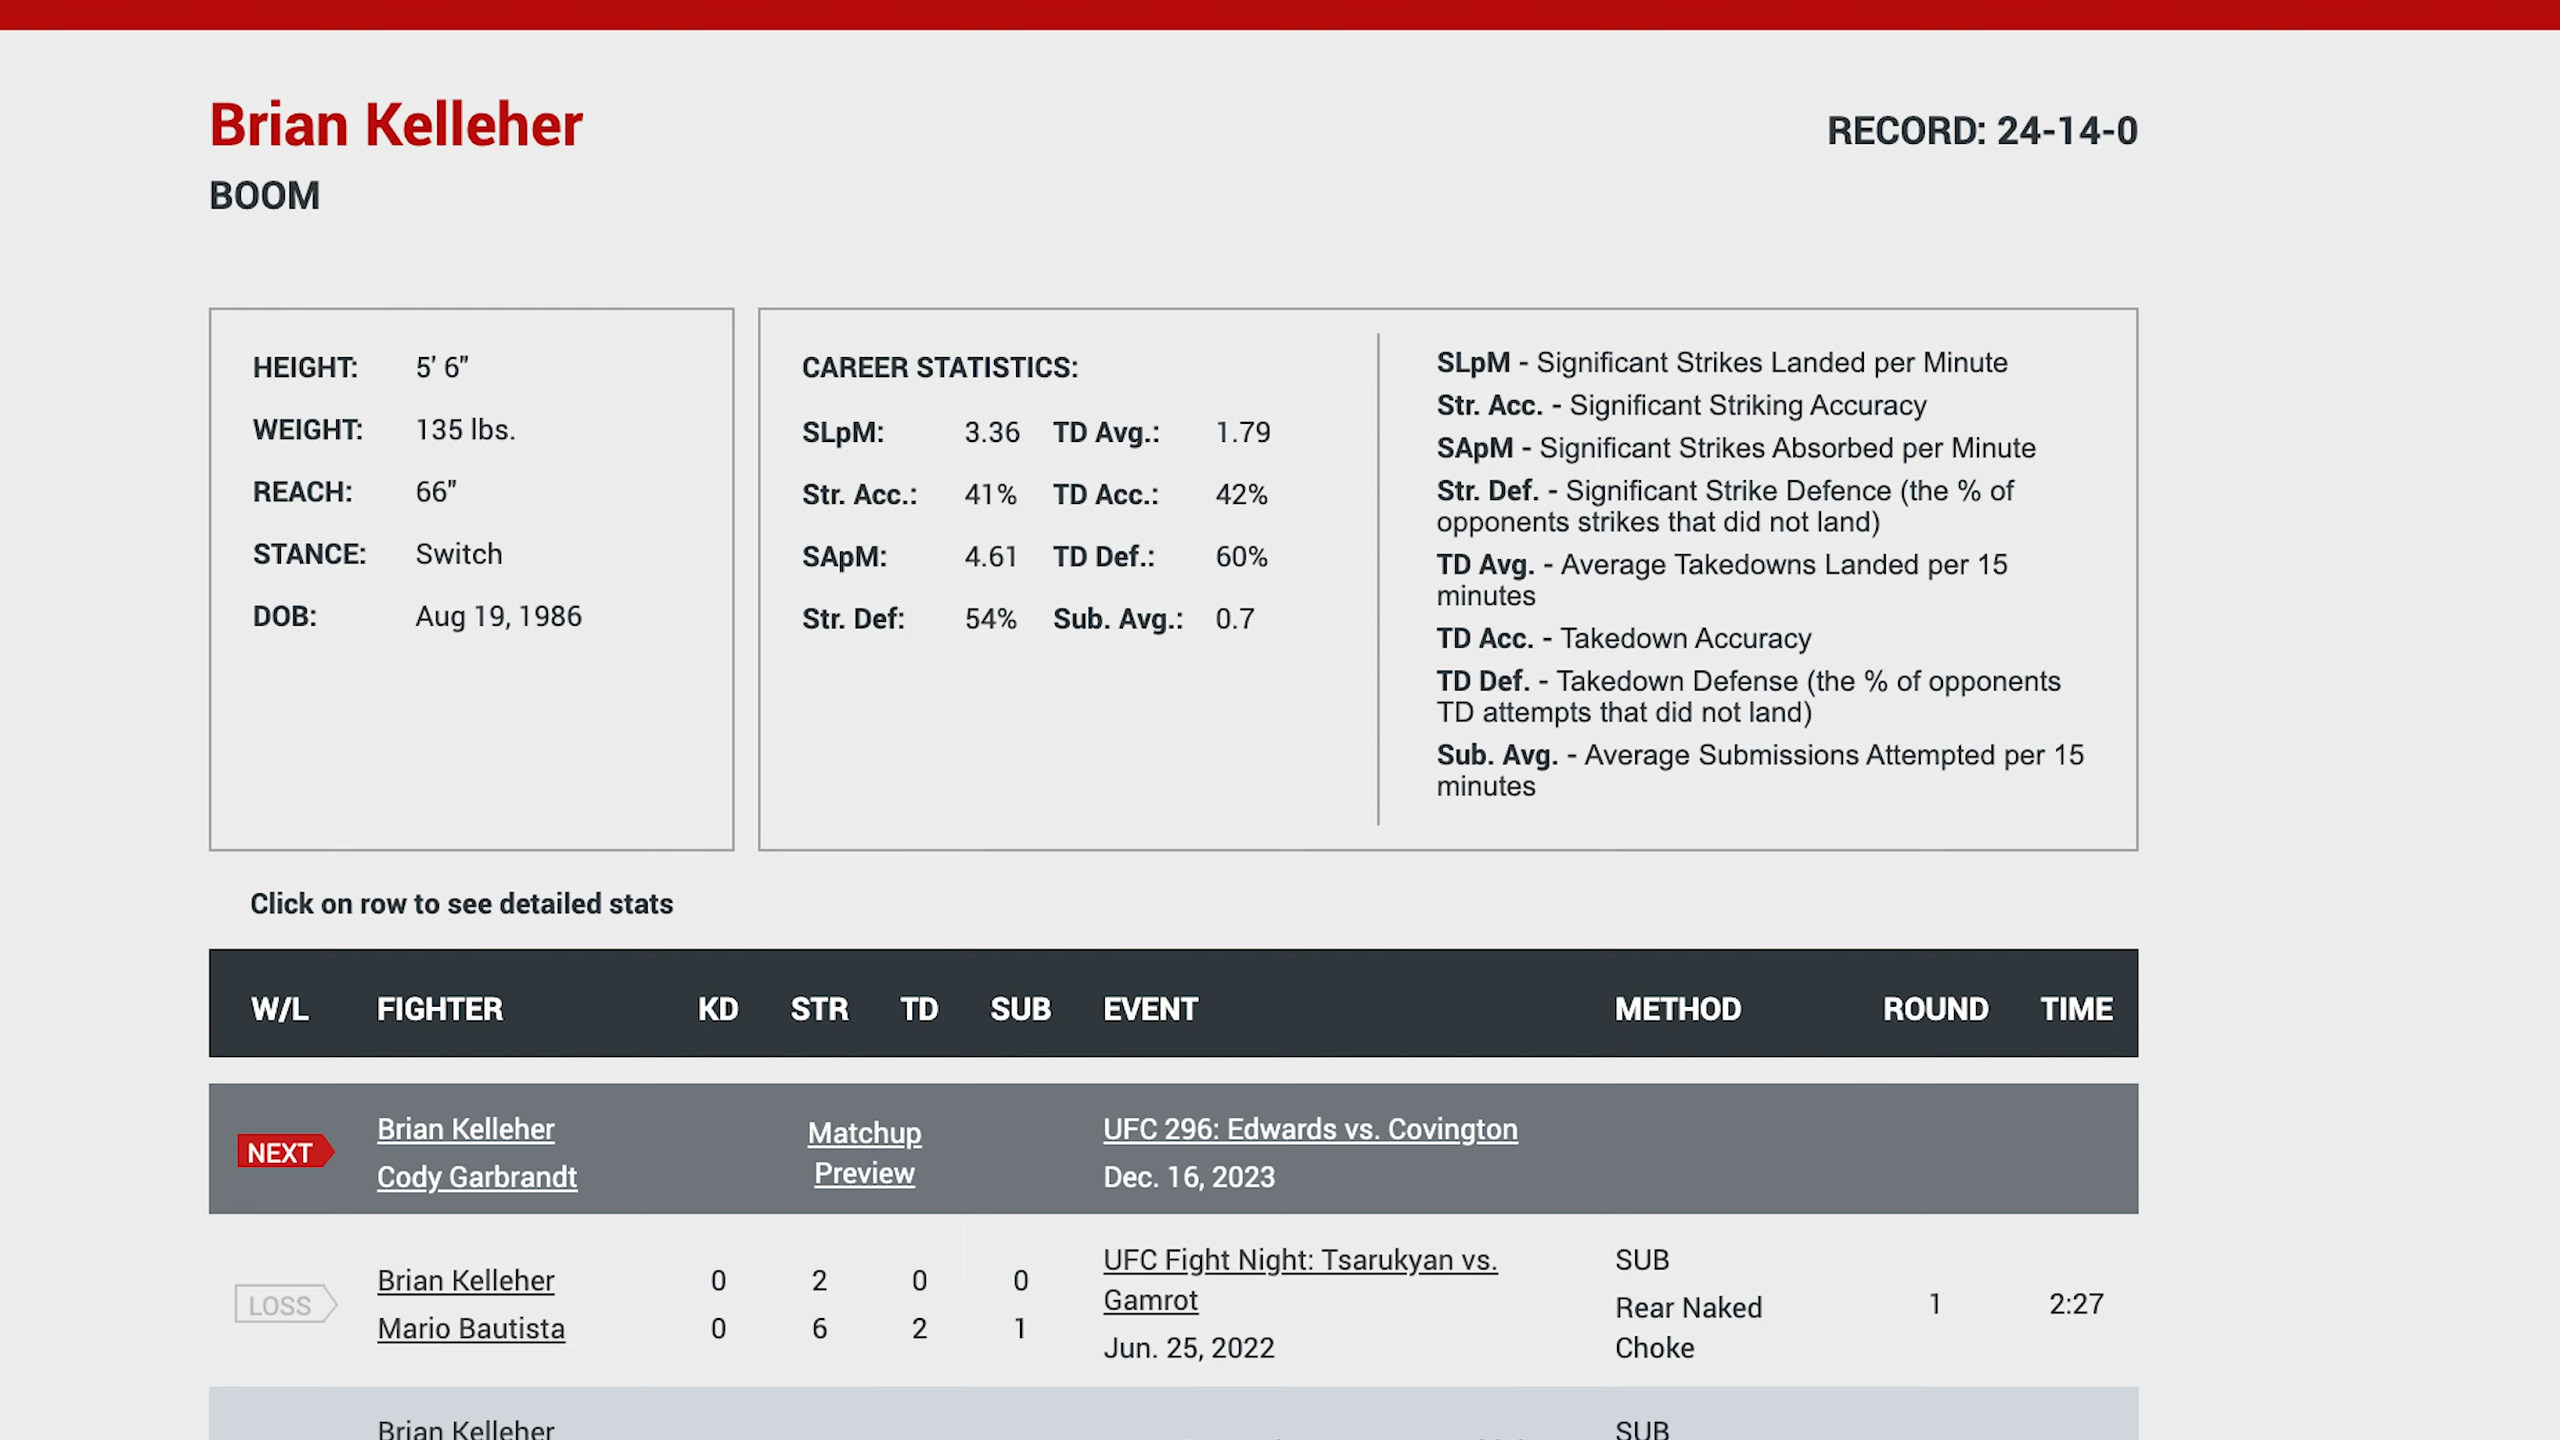 Brian Kelleher
RECORD: 24-14-0
BOOM
HEIGHT: 5' 6"
WEIGHT: 135 lbs.
REACH: 66"
STANCE: Switch
DOB: Aug 19, 1986
CAREER STATISTICS:
SLpM: 3.36 TD Avg.: 1.79
Str. Acc.: 41% TD Acc.: 42%
SApM: 4.61 TD Def.: 60%
Str. Def: 54% Sub. Avg.: 0.7
SLpM - Significant Strikes Landed per Minute
Str. Acc. - Significant Striking Accuracy
SApM - Significant Strikes Absorbed per Minute
Str. Def. - Significant Strike Defence (the % of
opponents strikes that did not land)
TD Avg. - Average Takedowns Landed per 15
minutes
TD Acc. - Takedown Accuracy
TD Def. - Takedown Defense (the % of opponents
TD attempts that did not land)
Sub. Avg. - Average Submissions Attempted per 15
minutes
Click on row to see detailed stats
W/L FIGHTER KD STR TD SUB EVENT METHOD ROUND TIME
NEXT
Brian Kelleher
Cody Garbrandt
Matchup
Preview
UFC 296: Edwards vs. Covington
Dec. 16, 2023
LOSS
Brian Kelleher 0 2 0 0
Mario Bautista 0 6 2 1
UFC Fight Night: Tsarukyan vs.
Gamrot
Jun. 25, 2022
SUB
Rear Naked
Choke
1
2:27
Brian Kelleher
SUB